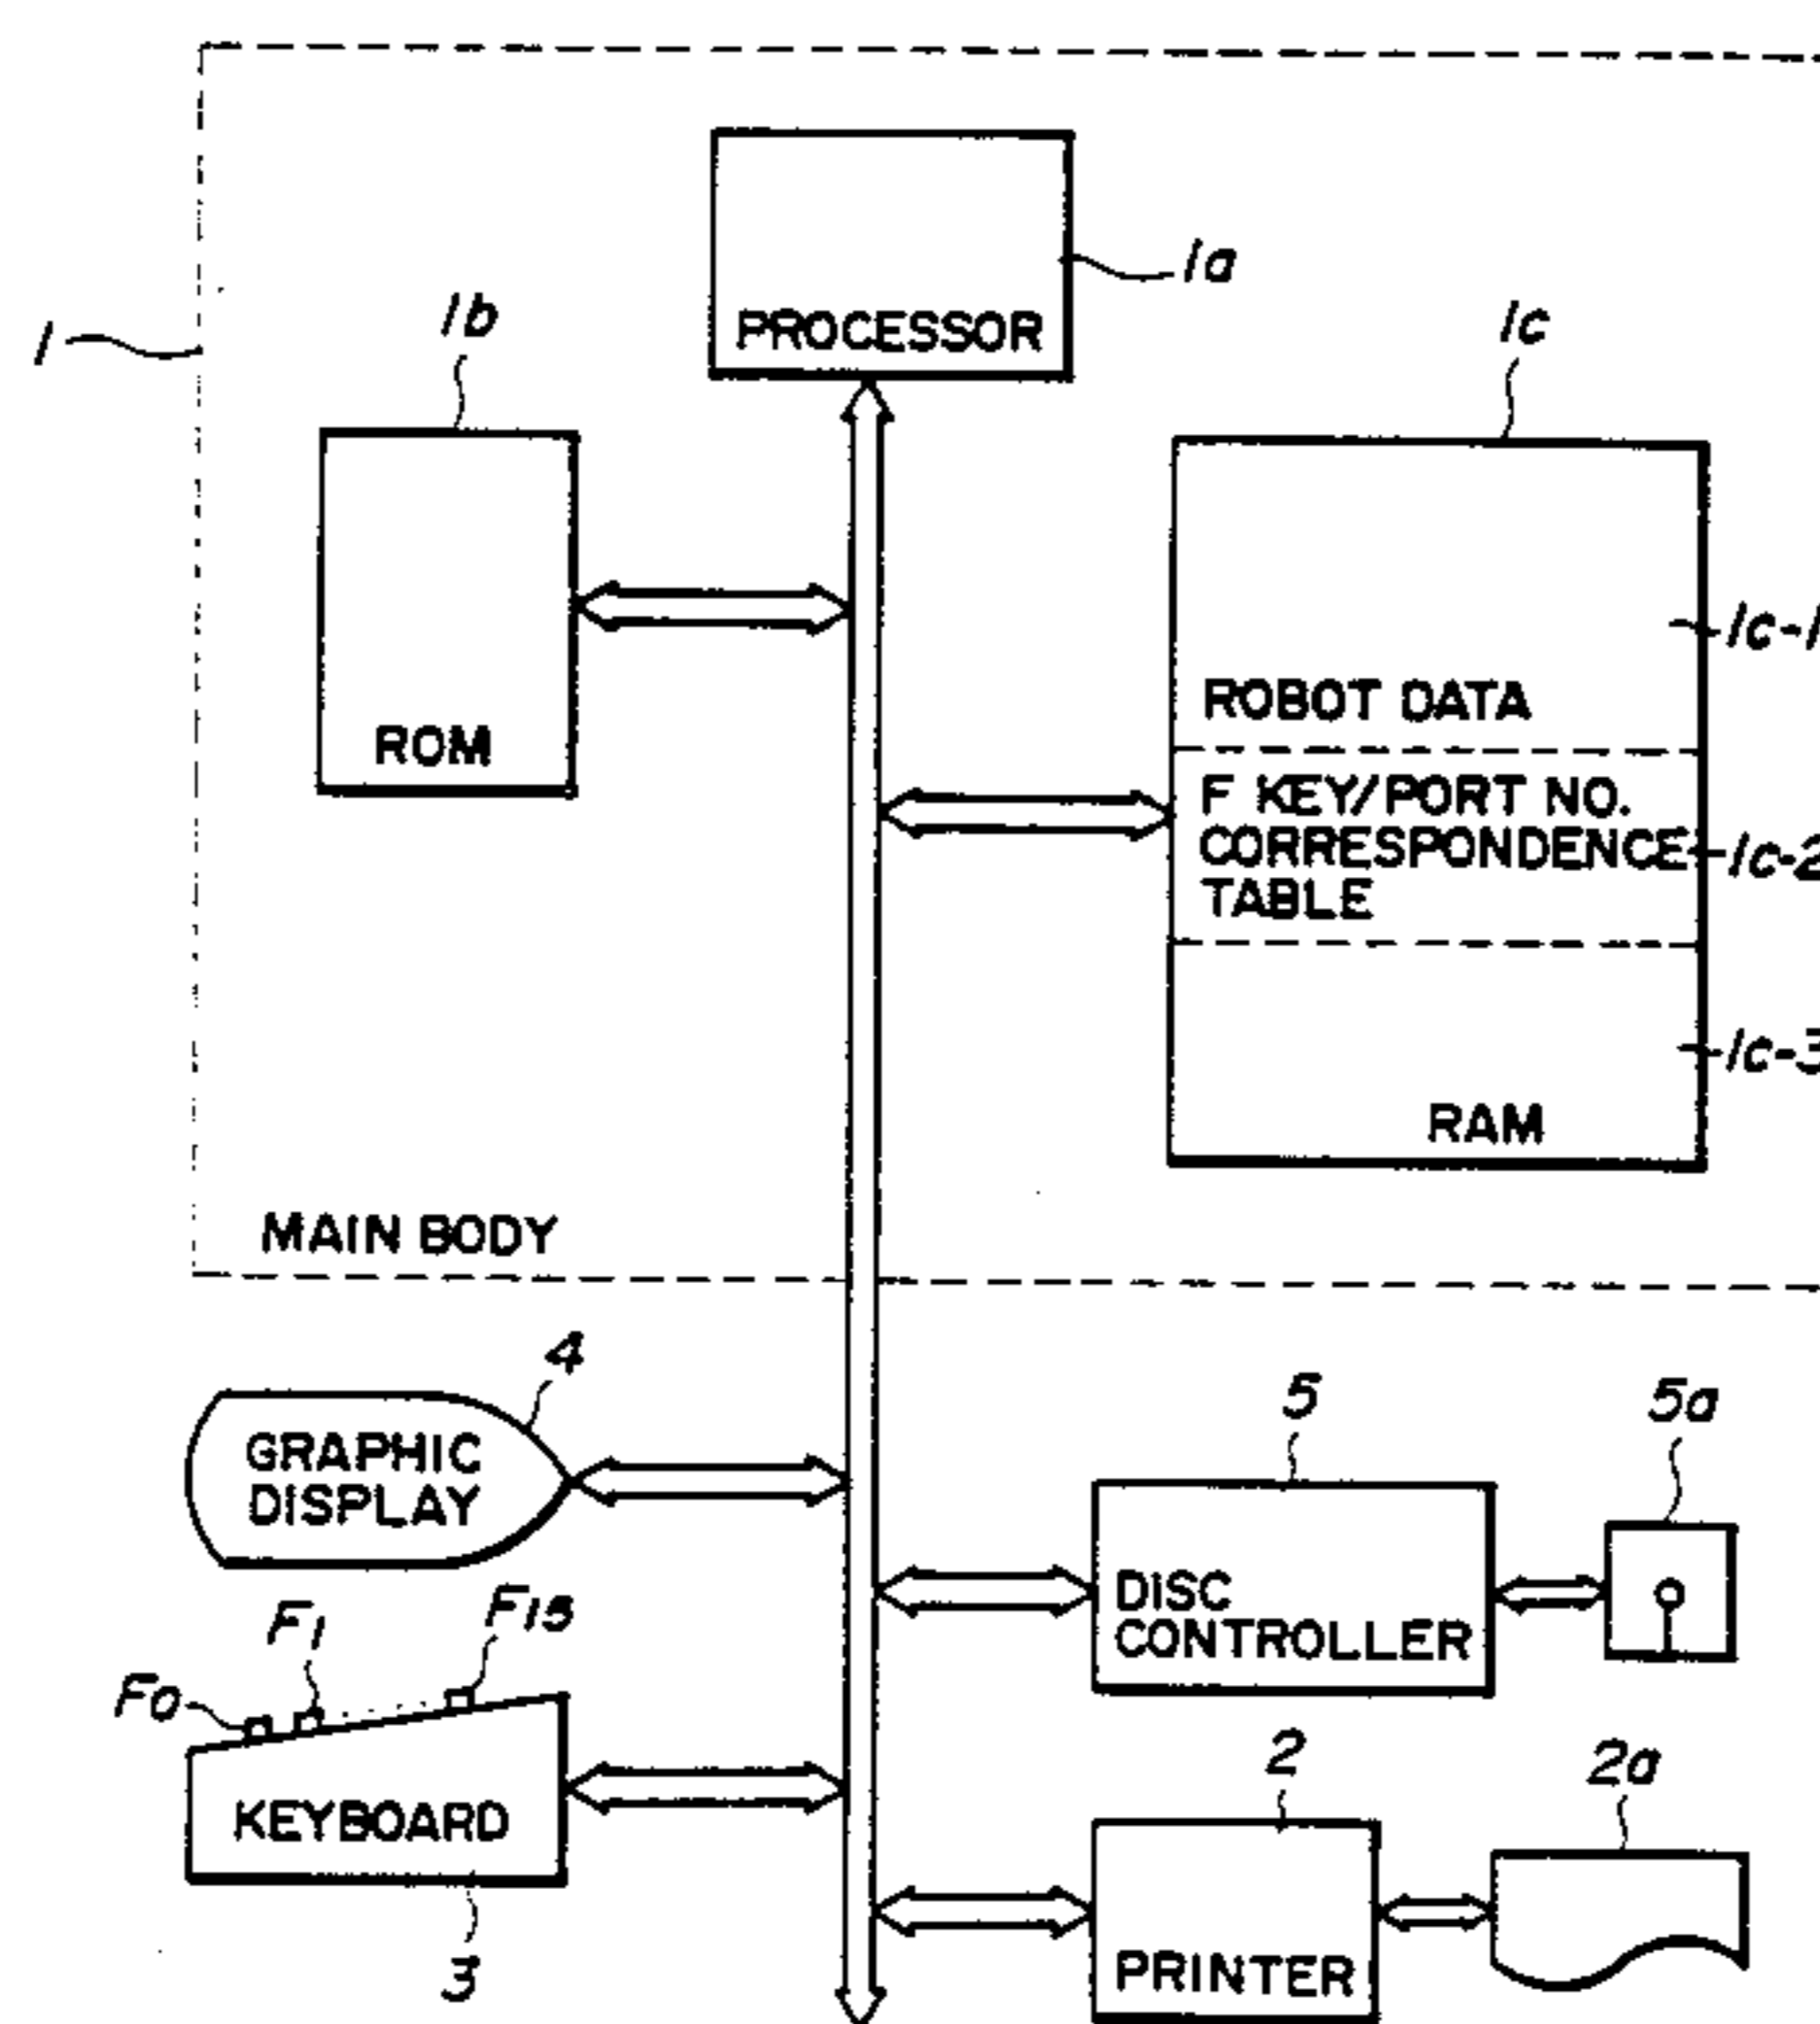 1a
PROCESSOR
1b
1
1c
ROM
1c-1
ROBOT DATA
F KEY/PORT NO.
CORRESPONDENCE
TABLE
1c-2
1c-3
RAM
MAIN BODY
4
GRAPHIC
DISPLAY
5
5a
DISC
CONTROLLER
F0
F1
KEYBOARD
3
2
2a
PRINTER